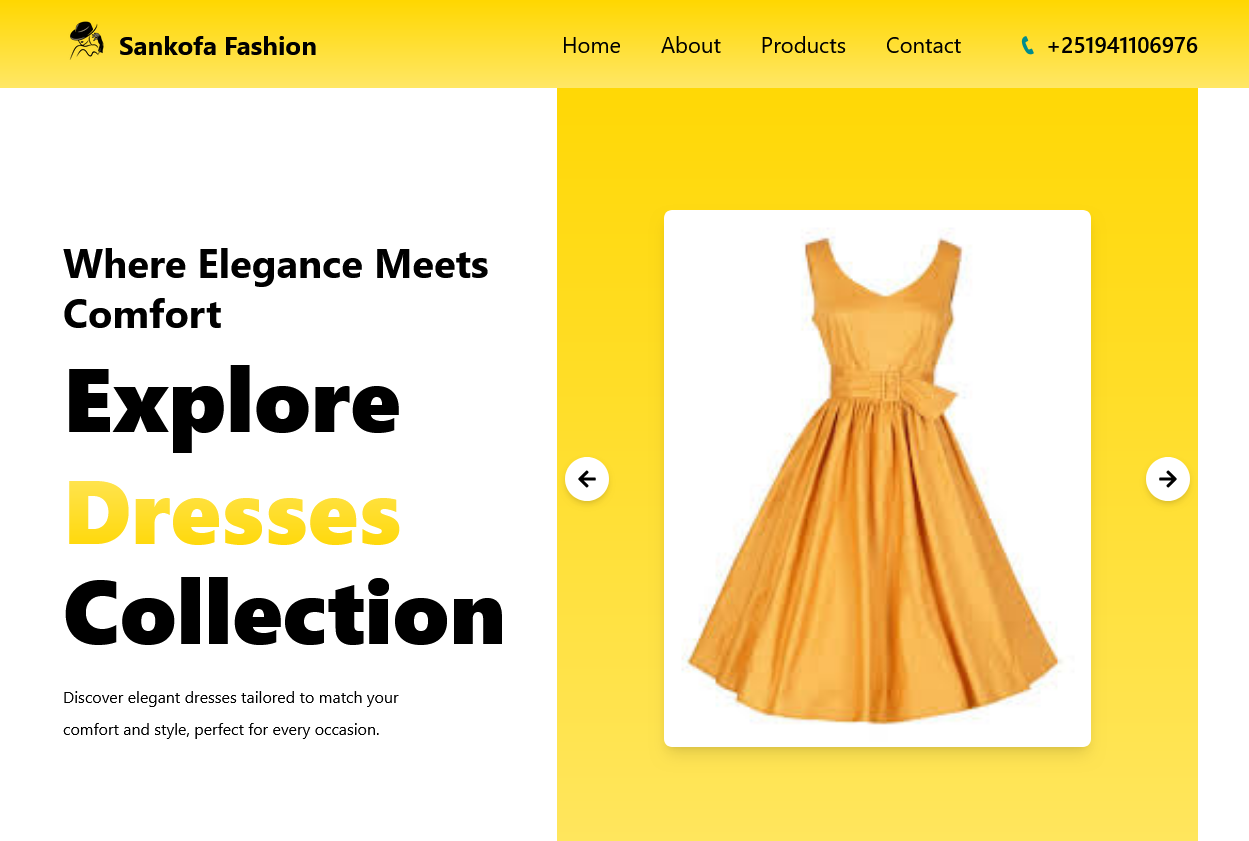 Sankofa Fashion
Home About Products Contact +251941106976
Where Elegance Meets
Comfort
Explore
Dresses
Collection
Discover elegant dresses tailored to match your
comfort and style, perfect for every occasion.